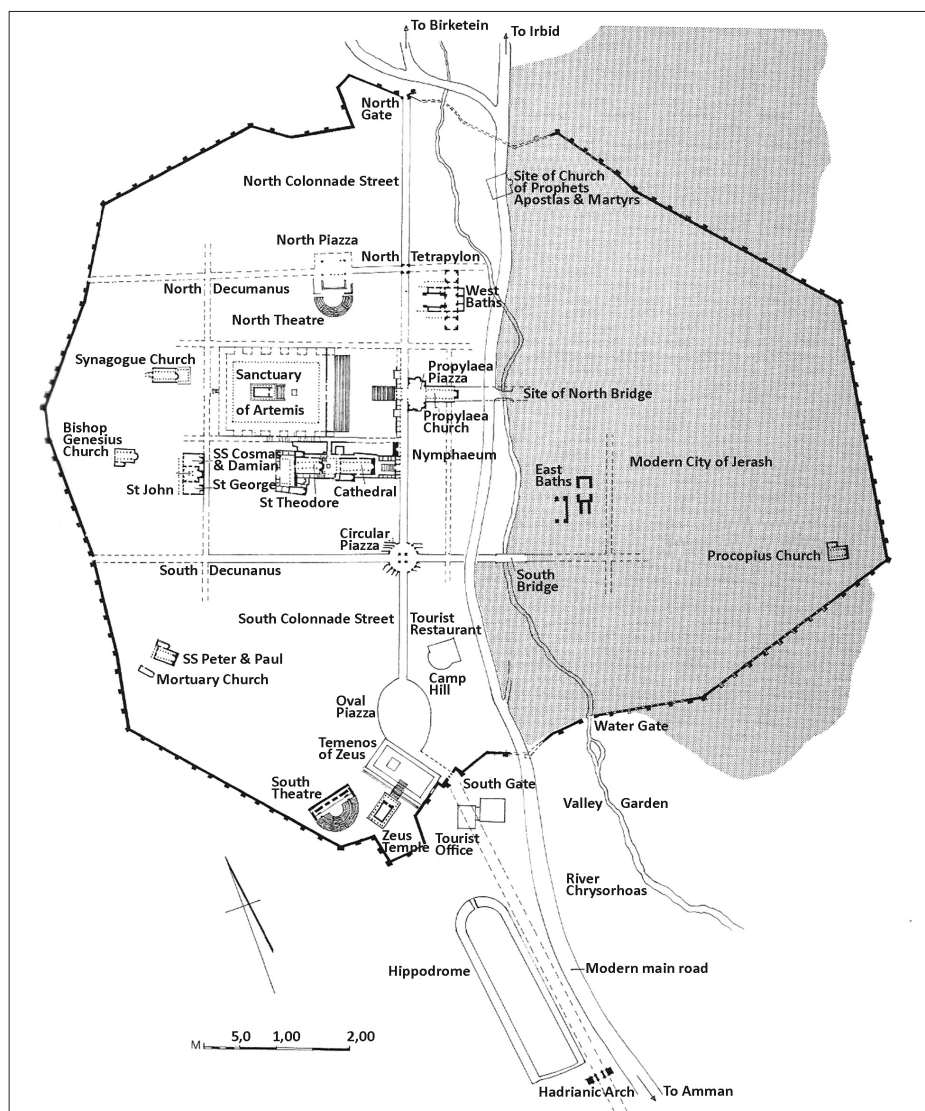 To Birketein
To Irbid
North
Gate
North Colonnade Street
Site of Church
of Prophets
Apostlas & Martyrs
North Piazza
North Tetrapylon
North Decumanus
West
Baths
North Theatre
Synagogue Church
Propylaea
Piazza
Sanctuary
of Artemis
Site of North Bridge
Propylaea
Church
Bishop
Genesius
Church
SS Cosmas
& Damian
Nymphaeum
St John
St George
St Theodore
Cathedral
East
Baths
Modern City of Jerash
Circular
Piazza
Procopius Church
South Decunanus
South
Bridge
South Colonnade Street
Tourist
Restaurant
SS Peter & Paul
Mortuary Church
Camp
Hill
Oval
Piazza
Water Gate
Temenos
of Zeus
South
Theatre
South Gate
Valley Garden
Zeus
Temple
Tourist
Office
River
Chrysorhoas
Hippodrome
Modern main road
M 5,0 1,00 2,00
Hadrianic Arch
To Amman